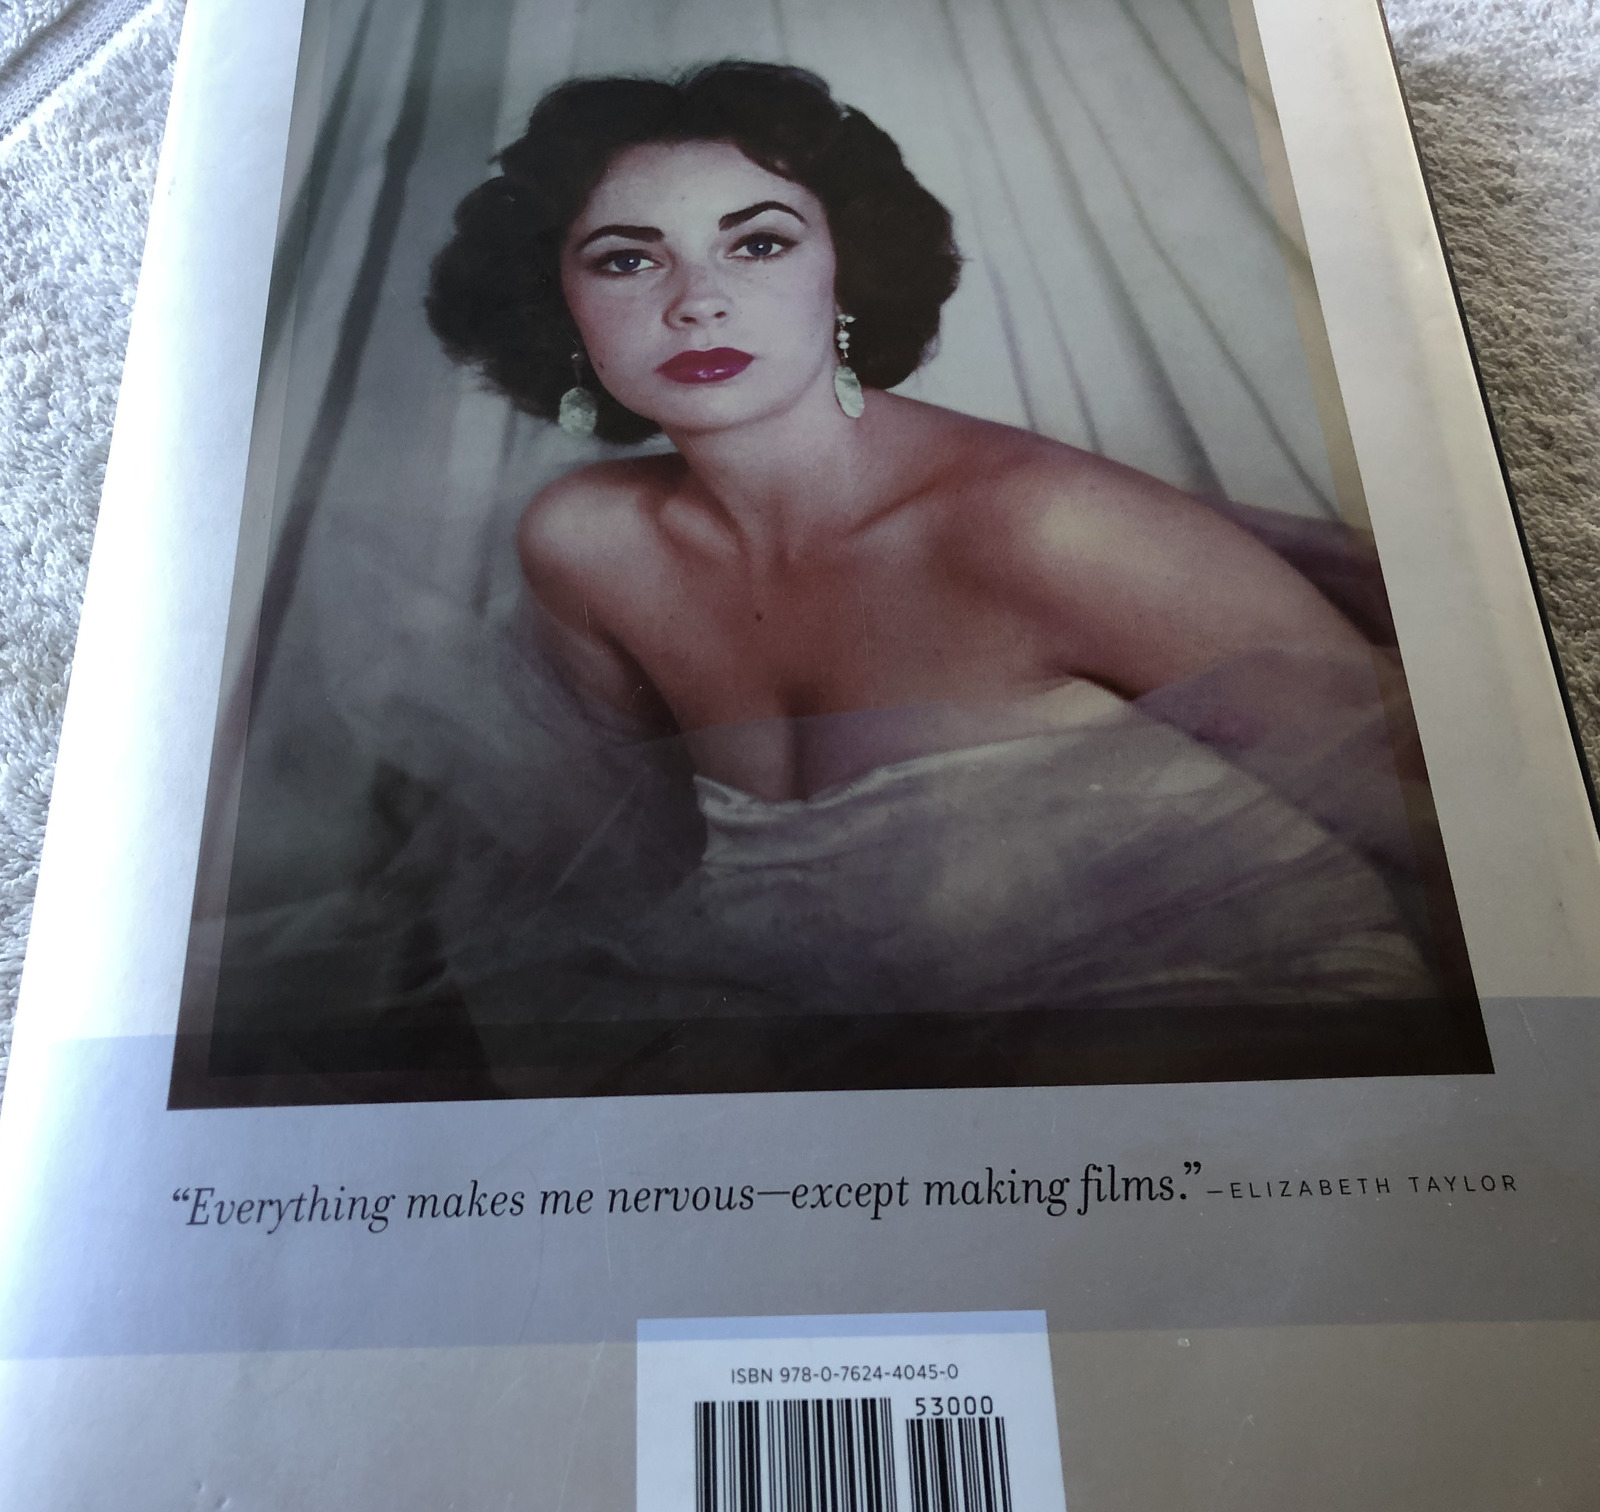 “Everything makes me nervous—except making films.” –ELIZABETH TAYLOR
ISBN 978-0-7624-4045-0
53000